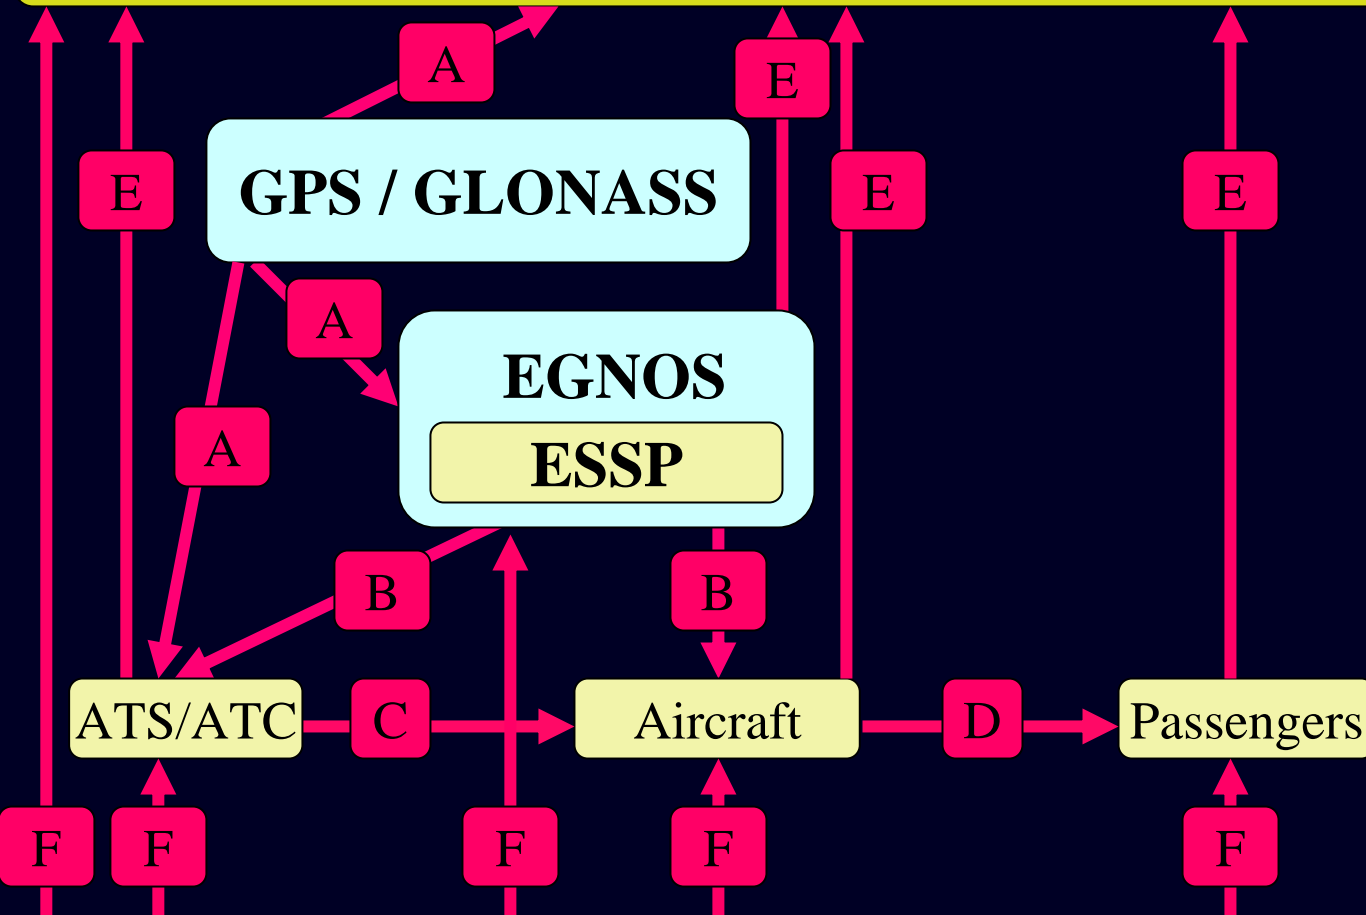 A
E
E
GPS / GLONASS
E
E
E
A
EGNOS
A
ESSP
B
B
ATS/ATC
C
Aircraft
D
Passengers
F
F
F
F
F